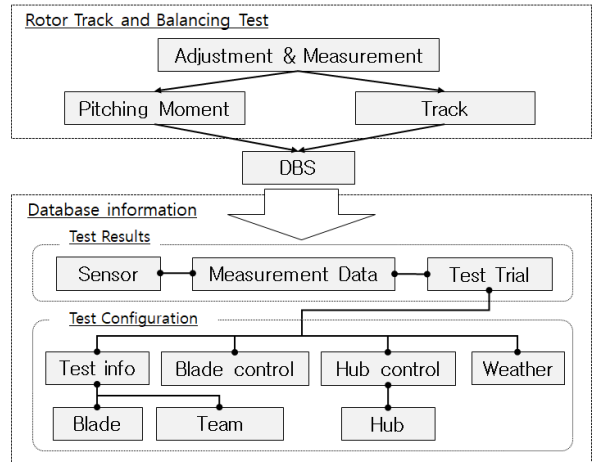 Rotor Track and Balancing Test
Adjustment & Measurement
Pitching Moment
Track
DBS
Database information
Test Results
Sensor
Measurement Data
Test Trial
Test Configuration
Test info
Blade control
Hub control
Weather
Blade
Team
Hub